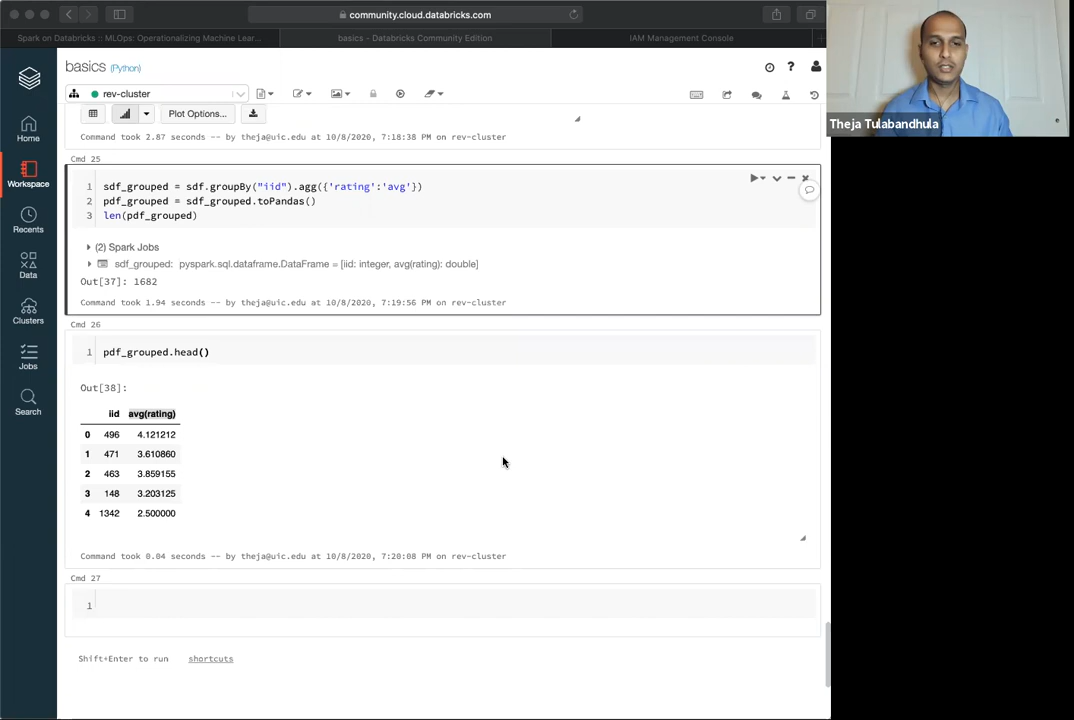 community.cloud.databricks.com
Spark on Databricks :: MLOps: Operationalizing Machine Lear...
basics - Databricks Community Edition
IAM Management Console
basics (Python)
rev-cluster
Theja Tulabandhula
Home
Workspace
Recents
Data
Clusters
Jobs
Search
Plot Options...
Command took 2.87 seconds -- by theja@uic.edu at 10/8/2020, 7:18:38 PM on rev-cluster
Cmd 25
1 sdf_grouped = sdf.groupBy("iid").agg({'rating':'avg'})
2 pdf_grouped = sdf_grouped.toPandas()
3 len(pdf_grouped)
(2) Spark Jobs
sdf_grouped: pyspark.sql.dataframe.DataFrame = [iid: integer, avg(rating): double]
Out[37]: 1682
Command took 1.94 seconds -- by theja@uic.edu at 10/8/2020, 7:19:56 PM on rev-cluster
Cmd 26
1 pdf_grouped.head()
Out[38]:
iid avg(rating)
0 496 4.121212
1 471 3.610860
2 463 3.859155
3 148 3.203125
4 1342 2.500000
Command took 0.04 seconds -- by theja@uic.edu at 10/8/2020, 7:20:08 PM on rev-cluster
Cmd 27
1
Shift+Enter to run shortcuts